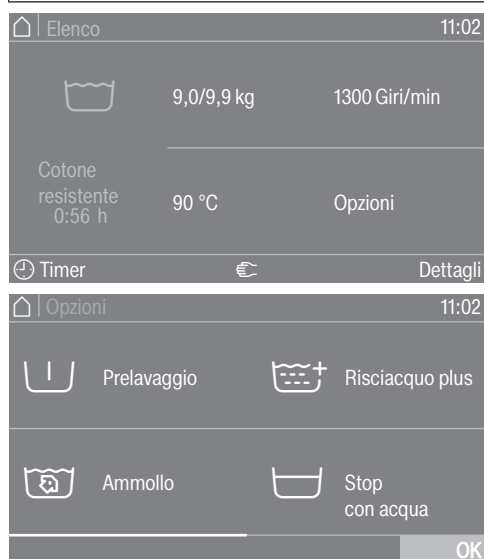 Elenco 11:02
9,0/9,9 kg 1300 Giri/min
Cotone
resistente
0:56 h
90 °C Opzioni
Timer Dettagli
Opzioni 11:02
Prelavaggio Risciacquo plus
Ammollo Stop
con acqua
OK